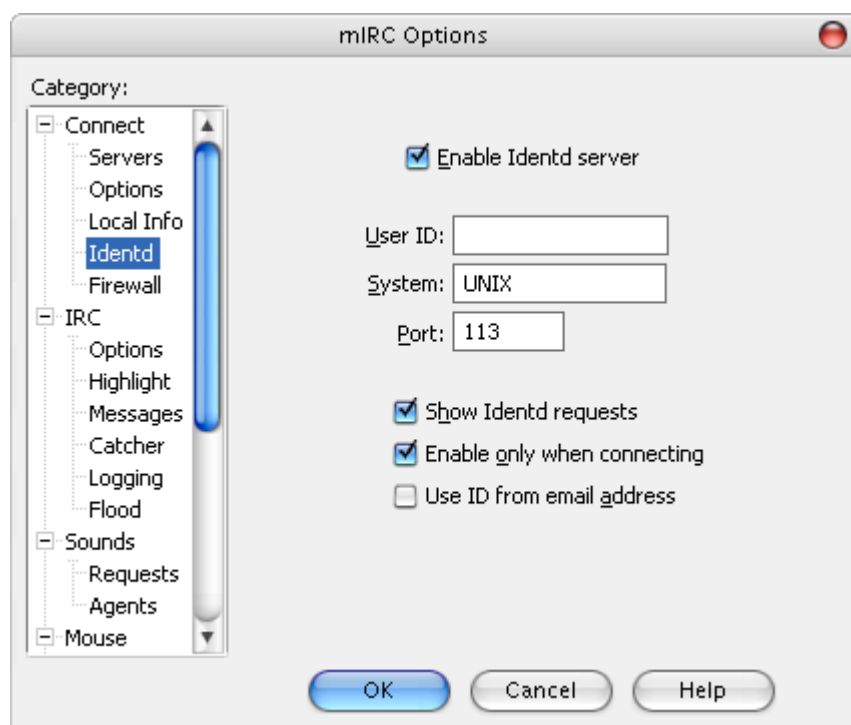 mIRC Options
Category:
Connect
Servers
Options
Local Info
Identd
Firewall
IRC
Options
Highlight
Messages
Catcher
Logging
Flood
Sounds
Requests
Agents
Mouse
Enable Identd server
User ID:
System: UNIX
Port: 113
Show Identd requests
Enable only when connecting
Use ID from email address
OK Cancel Help